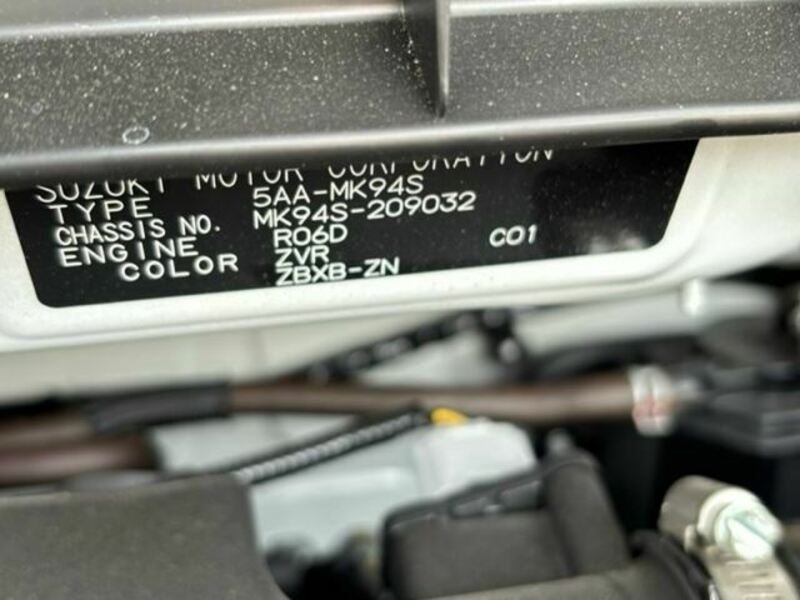 SUZUKI MOTOR CORPORATION
TYPE 5AA-MK94S
CHASSIS NO. MK94S-209032
ENGINE R06D C01
COLOR ZVR
ZBXB-ZN